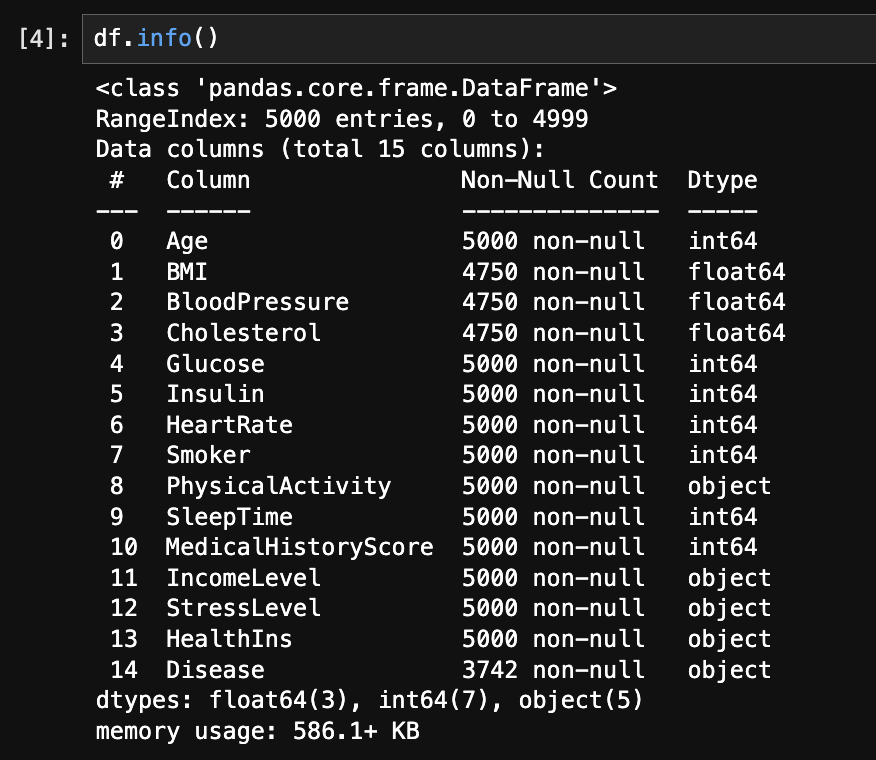 [4]: df.info()
<class 'pandas.core.frame.DataFrame'>
RangeIndex: 5000 entries, 0 to 4999
Data columns (total 15 columns):
 #   Column               Non-Null Count  Dtype
---  ------               --------------  -----
 0   Age                  5000 non-null   int64
 1   BMI                  4750 non-null   float64
 2   BloodPressure        4750 non-null   float64
 3   Cholesterol          4750 non-null   float64
 4   Glucose              5000 non-null   int64
 5   Insulin              5000 non-null   int64
 6   HeartRate            5000 non-null   int64
 7   Smoker               5000 non-null   int64
 8   PhysicalActivity     5000 non-null   object
 9   SleepTime            5000 non-null   int64
 10  MedicalHistoryScore  5000 non-null   int64
 11  IncomeLevel          5000 non-null   object
 12  StressLevel          5000 non-null   object
 13  HealthIns            5000 non-null   object
 14  Disease              3742 non-null   object
dtypes: float64(3), int64(7), object(5)
memory usage: 586.1+ KB